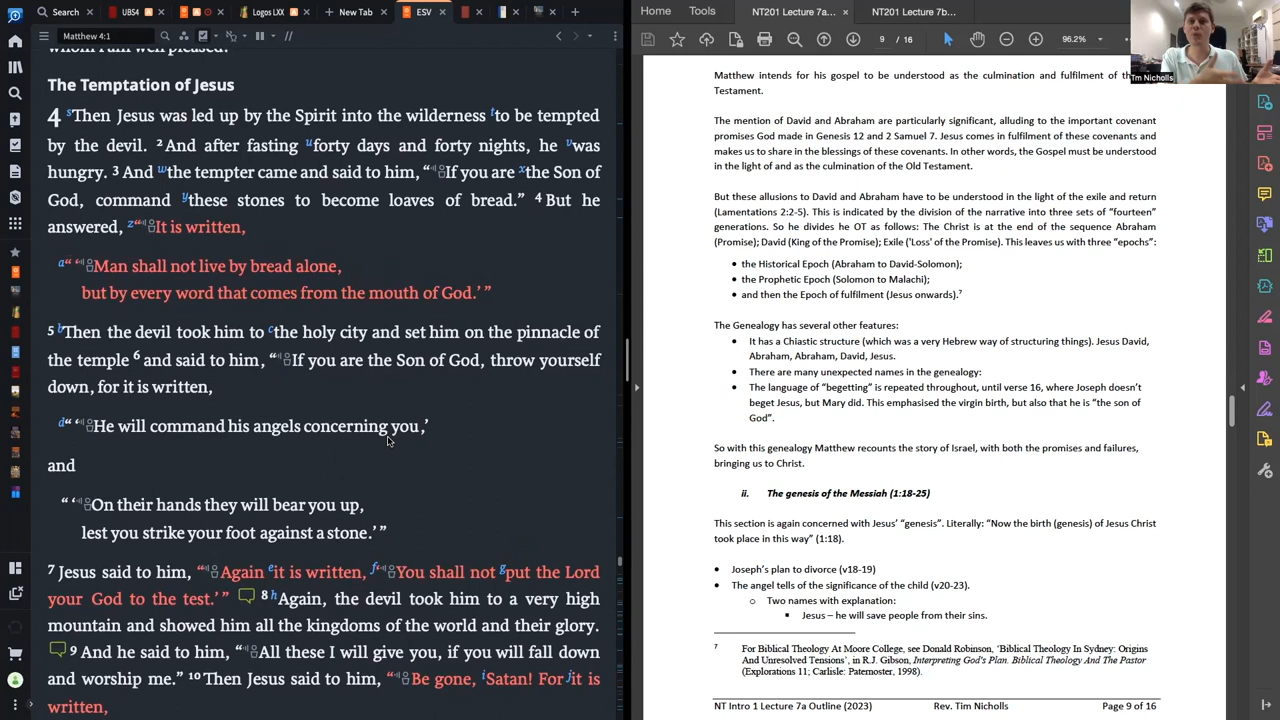 Search
UBS4
Logos LXX
New Tab
ESV
Home
Tools
NT201 Lecture 7a...
NT201 Lecture 7b...
Matthew 4:1
9 / 16
96.2%
Tm Nicholls
whom I am well pleased.”
The Temptation of Jesus
4 sThen Jesus was led up by the Spirit into the wilderness tto be tempted
by the devil. 2 And after fasting uforty days and forty nights, he vwas
hungry. 3 And wthe tempter came and said to him, “If you are xthe Son of
God, command ythese stones to become loaves of bread.” 4 But he
answered, z“It is written,
a“‘Man shall not live by bread alone,
but by every word that comes from the mouth of God.’”
5 bThen the devil took him to cthe holy city and set him on the pinnacle of
the temple 6 and said to him, “If you are the Son of God, throw yourself
down, for it is written,
“‘He will command his angels concerning you,’
and
“‘On their hands they will bear you up,
lest you strike your foot against a stone.’”
7 Jesus said to him, “Again eit is written, f‘You shall not gput the Lord
your God to the test.’” 8 hAgain, the devil took him to a very high
mountain and showed him all the kingdoms of the world and their glory.
9 And he said to him, “All these I will give you, if you will fall down
and worship me.” 10 Then Jesus said to him, “Be gone, iSatan! For jit is
written,
Matthew intends for his gospel to be understood as the culmination and fulfilment of th
Testament.
The mention of David and Abraham are particularly significant, alluding to the important covenant
promises God made in Genesis 12 and 2 Samuel 7. Jesus comes in fulfilment of these covenants and
makes us to share in the blessings of these covenants. In other words, the Gospel must be understood
in the light of and as the culmination of the Old Testament.
But these allusions to David and Abraham have to be understood in the light of the exile and return
(Lamentations 2:2-5). This is indicated by the division of the narrative into three sets of “fourteen”
generations. So he divides he OT as follows: The Christ is at the end of the sequence Abraham
(Promise); David (King of the Promise); Exile ('Loss' of the Promise). This leaves us with three “epochs”:
• the Historical Epoch (Abraham to David-Solomon);
• the Prophetic Epoch (Solomon to Malachi);
• and then the Epoch of fulfilment (Jesus onwards).7
The Genealogy has several other features:
• It has a Chiastic structure (which was a very Hebrew way of structuring things). Jesus David,
Abraham, Abraham, David, Jesus.
• There are many unexpected names in the genealogy:
• The language of “begetting” is repeated throughout, until verse 16, where Joseph doesn’t
beget Jesus, but Mary did. This emphasised the virgin birth, but also that he is “the son of
God”.
So with this genealogy Matthew recounts the story of Israel, with both the promises and failures,
bringing us to Christ.
ii. The genesis of the Messiah (1:18-25)
This section is again concerned with Jesus’ “genesis”. Literally: “Now the birth (genesis) of Jesus Christ
took place in this way” (1:18).
• Joseph’s plan to divorce (v18-19)
• The angel tells of the significance of the child (v20-23).
o Two names with explanation:
▪ Jesus – he will save people from their sins.
7 For Biblical Theology At Moore College, see Donald Robinson, ‘Biblical Theology In Sydney: Origins
And Unresolved Tensions’, in R.J. Gibson, Interpreting God's Plan. Biblical Theology And The Pastor
(Explorations 11; Carlisle: Paternoster, 1998).
NT Intro 1 Lecture 7a Outline (2023)
Rev. Tim Nicholls
Page 9 of 16